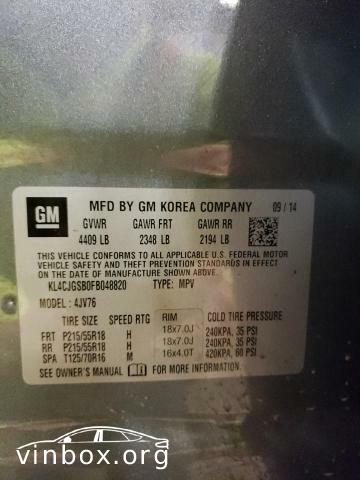 GM
MFD BY GM KOREA COMPANY 09 / 14
GVWR GAWR FRT GAWR RR
4409 LB 2348 LB 2194 LB
THIS VEHICLE CONFORMS TO ALL APPLICABLE U.S. FEDERAL MOTOR
VEHICLE SAFETY AND THEFT PREVENTION STANDARDS IN EFFECT ON
THE DATE OF MANUFACTURE SHOWN ABOVE.
KL4CJGSB0FB048820 TYPE: MPV
MODEL: 4JV76
TIRE SIZE SPEED RTG RIM COLD TIRE PRESSURE
FRT P215/55R18 H 18x7.0J 240KPA, 35 PSI
RR P215/55R18 H 18x7.0J 240KPA, 35 PSI
SPA T125/70R16 M 16x4.0T 420KPA, 60 PSI
SEE OWNER'S MANUAL FOR MORE INFORMATION.
vinbox.org